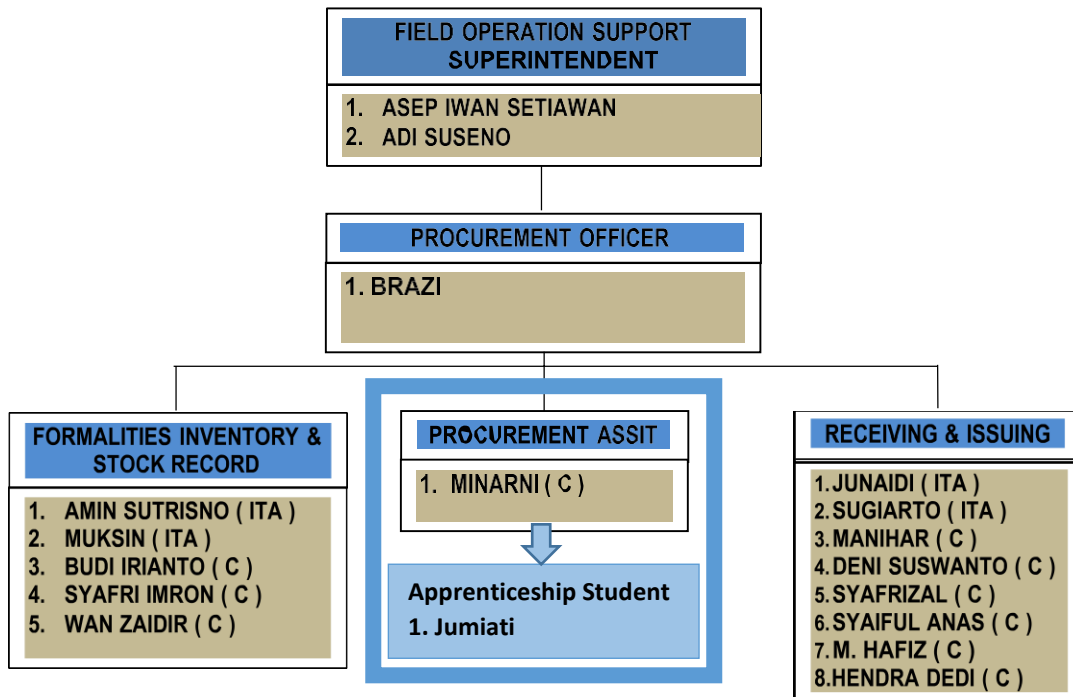 FIELD OPERATION SUPPORT
SUPERINTENDENT
1. ASEP IWAN SETIAWAN
2. ADI SUSENO
PROCUREMENT OFFICER
1. BRAZI
FORMALITIES INVENTORY &
STOCK RECORD
1. AMIN SUTRISNO ( ITA )
2. MUKSIN ( ITA )
3. BUDI IRIANTO ( C )
4. SYAFRI IMRON ( C )
5. WAN ZAIDIR ( C )
PROCUREMENT ASSIT
1. MINARNI ( C )
Apprenticeship Student
1. Jumiati
RECEIVING & ISSUING
1.JUNAIDI ( ITA )
2.SUGIARTO ( ITA )
3.MANIHAR ( C )
4.DENI SUSWANTO ( C )
5.SYAFRIZAL ( C )
6.SYAIFUL ANAS ( C )
7.M. HAFIZ ( C )
8.HENDRA DEDI ( C )